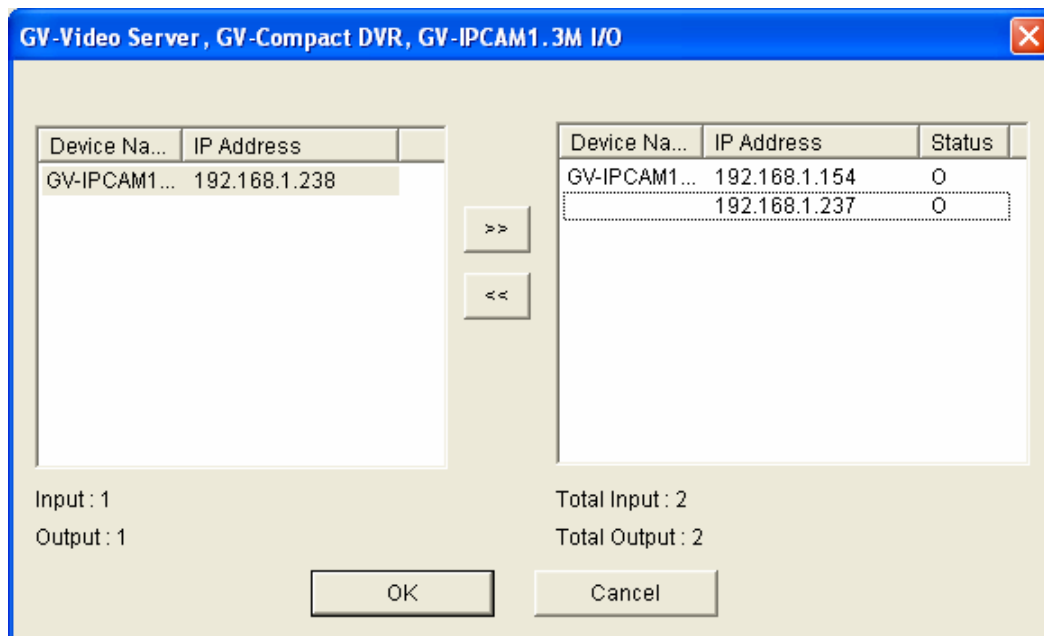 GV-Video Server, GV-Compact DVR, GV-IPCAM1.3M I/O
Device Na... IP Address
GV-IPCAM1... 192.168.1.238
>>
<<
Device Na... IP Address Status
GV-IPCAM1... 192.168.1.154 O
192.168.1.237 O
Input : 1
Output : 1
Total Input : 2
Total Output : 2
OK
Cancel